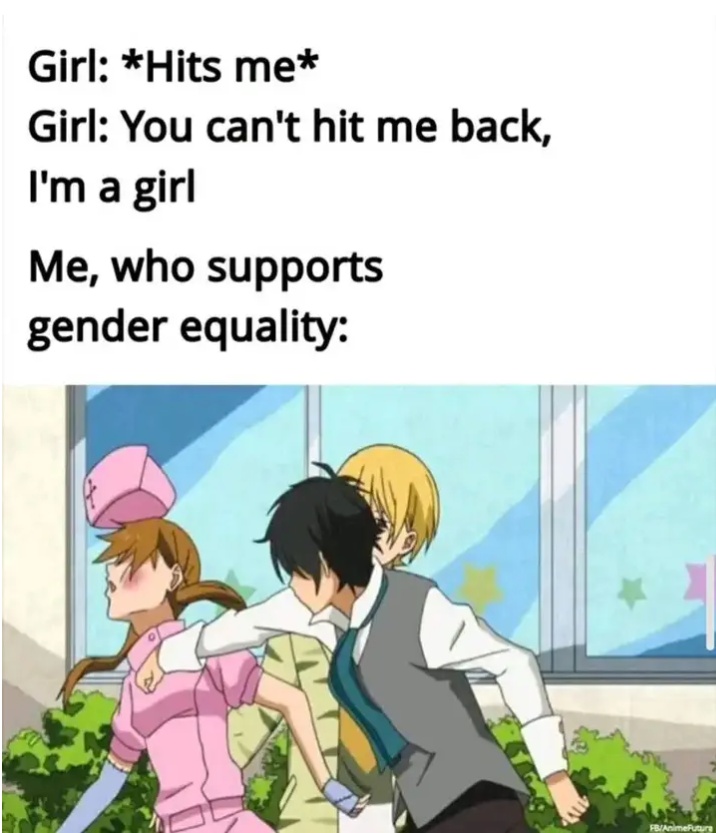 Girl: *Hits me*
Girl: You can't hit me back,
I'm a girl
Me, who supports
gender equality:
FB/AnimeFutura